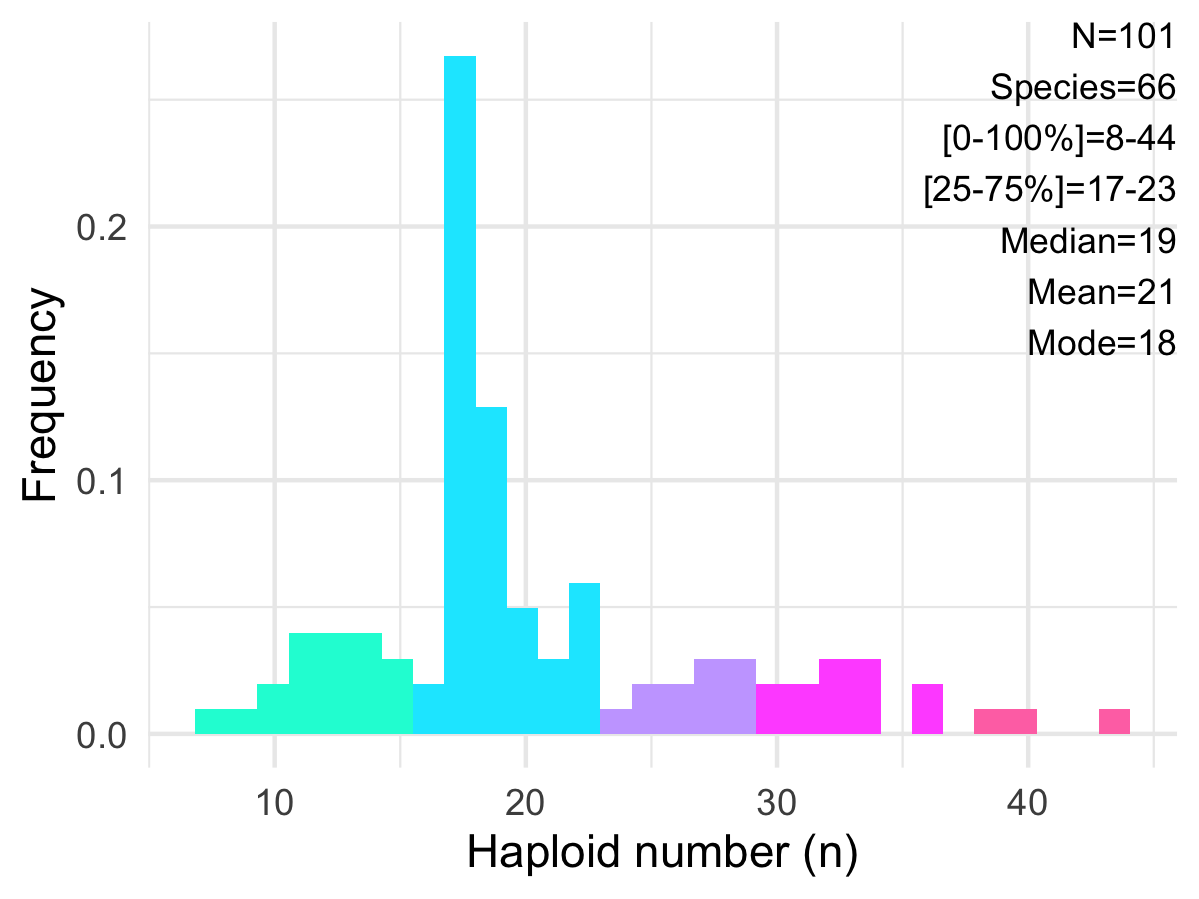 N=101
Species=66
[0-100%]=8-44
[25-75%]=17-23
Median=19
Mean=21
Mode=18
Frequency
0.2
0.1
0.0
10 20 30 40
Haploid number (n)